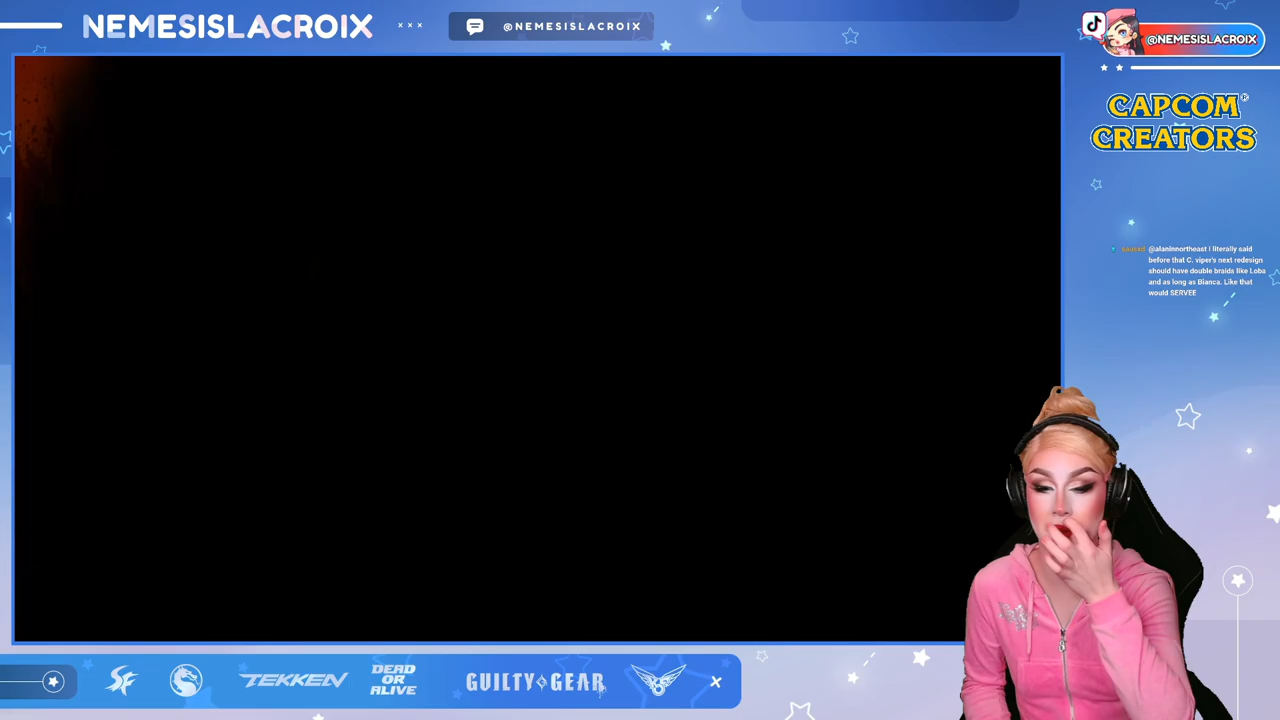 NEMESISLACROIX
@NEMESISLACROIX
@NEMESISLACROIX
CAPCOM®
CREATORS
@alaninnortheast I literally said
before that C. viper's next redesign
should have double braids like Loba
and as long as Bianca. Like that
would SERVEE
TEKKEN
DEAD
OR
ALIVE
GUILTY GEAR